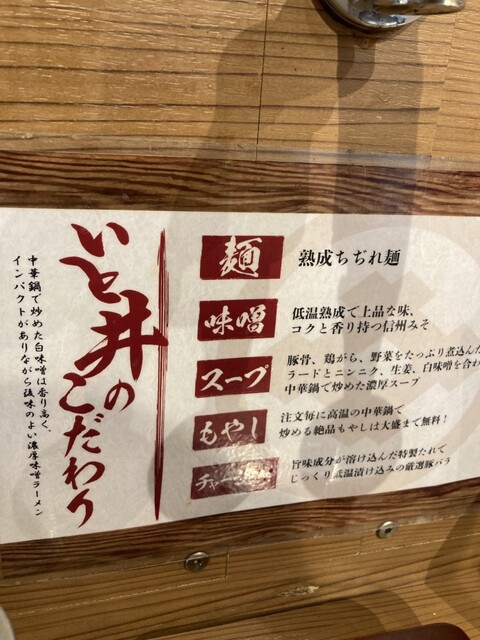 いと井のこだわり
中華鍋で炒めた白味噌は香り高く、
インパクトがありながら後味のよい濃厚味噌ラーメン
麺
熟成ちぢれ麺
味噌
低温熟成で上品な味、
コクと香り持つ信州みそ
スープ
豚骨、鶏がら、野菜をたっぷり煮込んだ
ラードとニンニク、生姜、白味噌を合わ
中華鍋で炒めた濃厚スープ
もやし
注文毎に高温の中華鍋で
炒める絶品もやしは大盛まで無料!
チャー
旨味成分が溶け込んだ特製たれで
じっくり低温漬け込みの厳選豚バラ